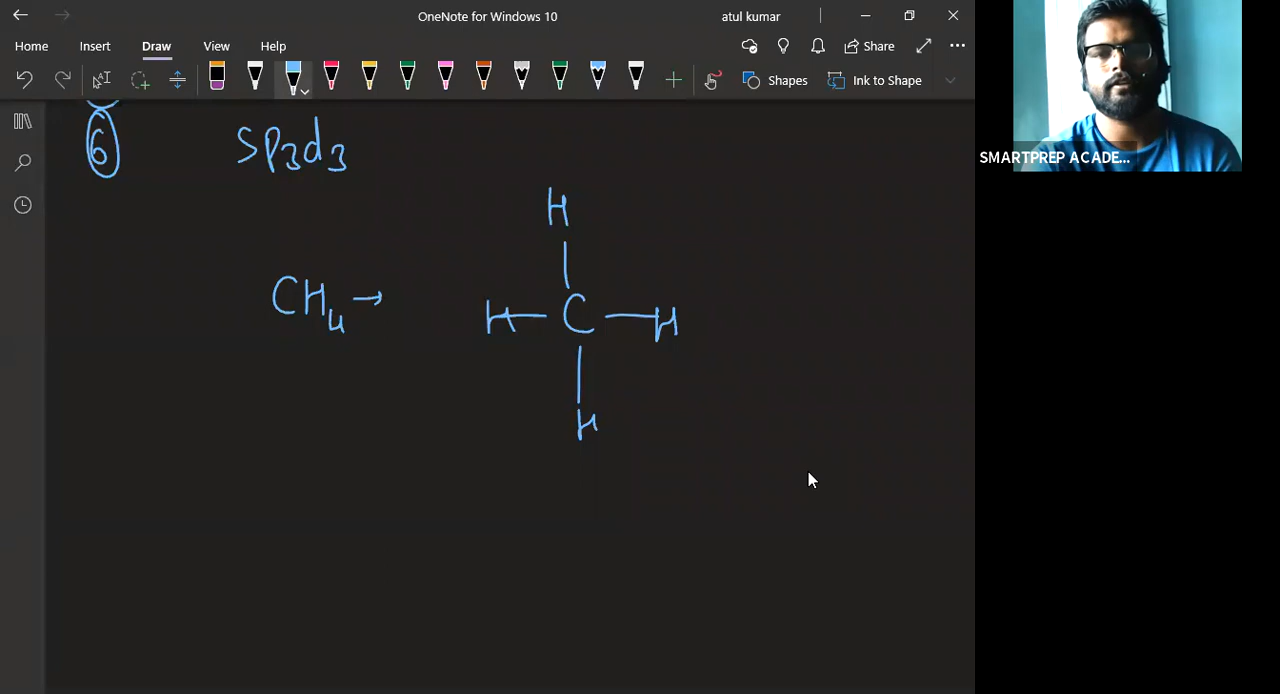 OneNote for Windows 10
atul kumar
Home Insert Draw View Help
Share
Shapes Ink to Shape
SMARTPREP ACADE...
6 SP3d3
H
CH4 → H—C—H
H